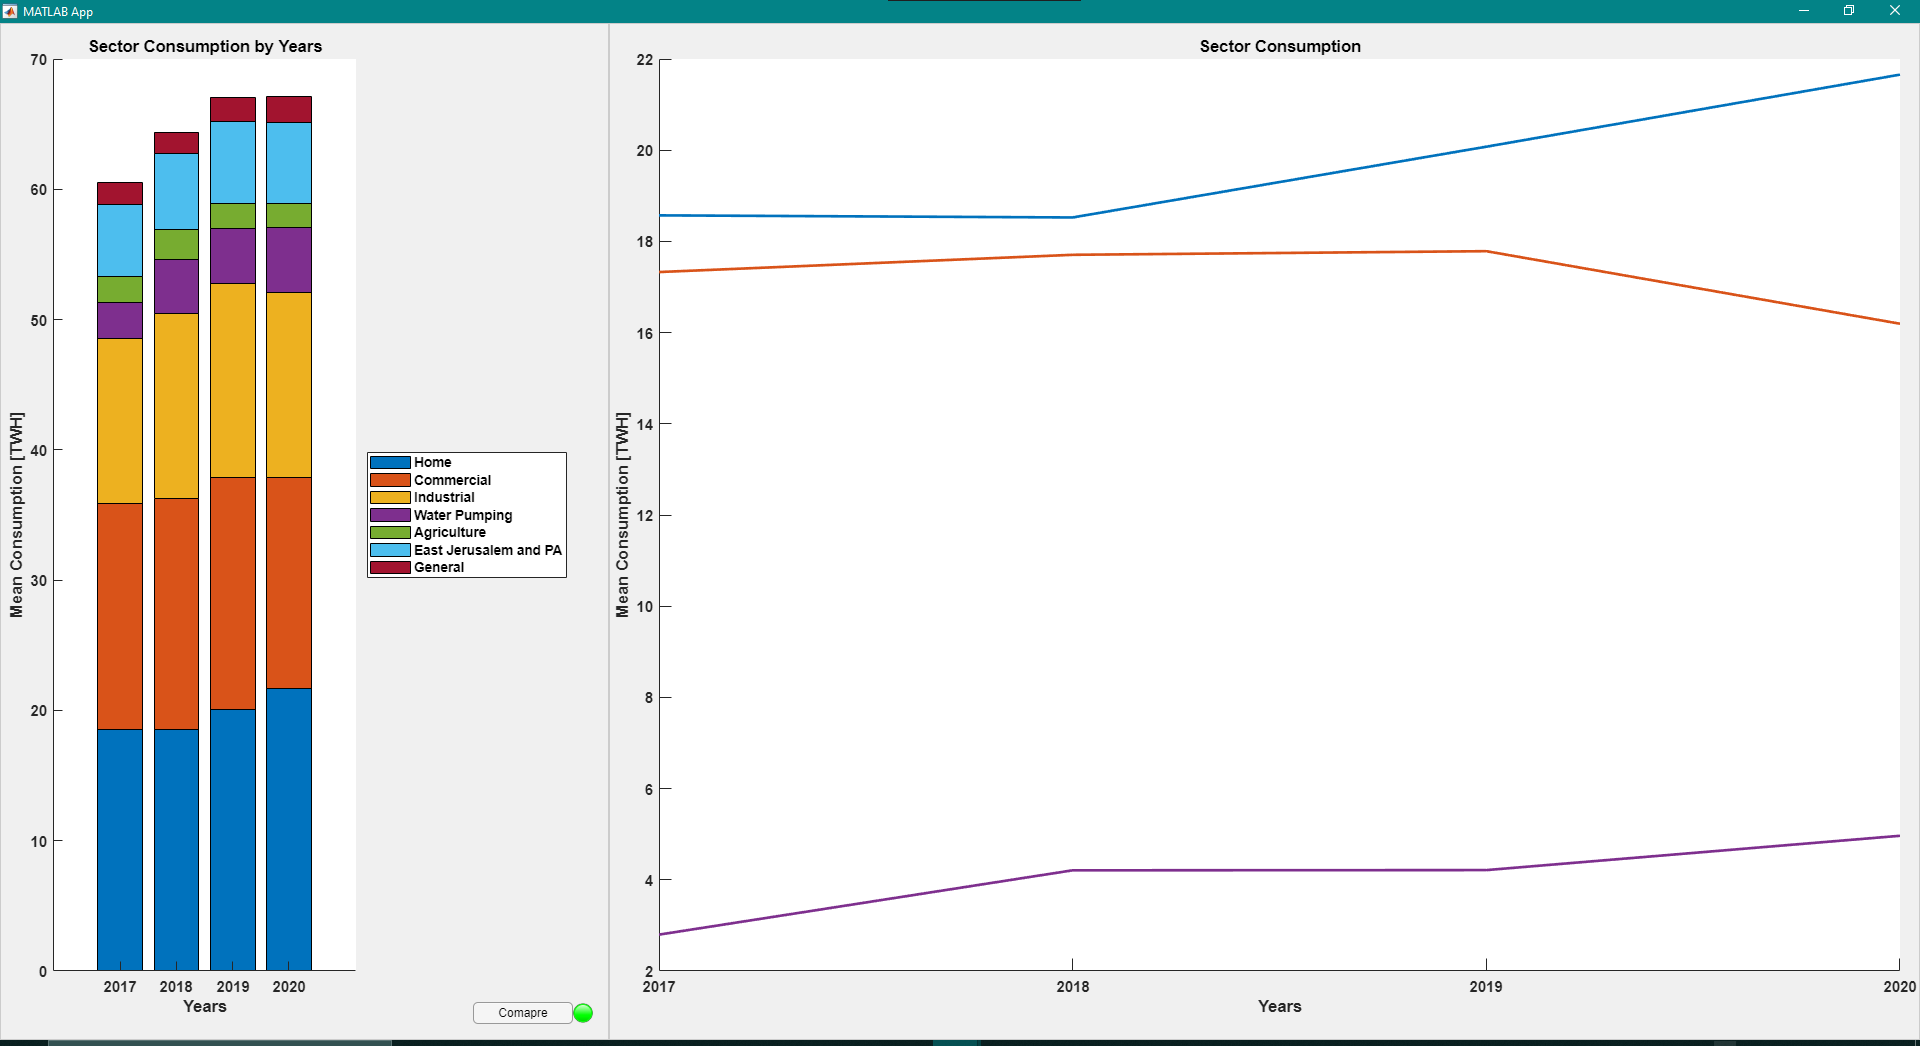 MATLAB App
Sector Consumption by Years
70
60
50
40
30
20
10
0
Mean Consumption [TWH]
2017 2018 2019 2020
Years
Home
Commercial
Industrial
Water Pumping
Agriculture
East Jerusalem and PA
General
Comapre
Sector Consumption
22
20
18
16
14
12
10
8
6
4
2
Mean Consumption [TWH]
2017 2018 2019 2020
Years